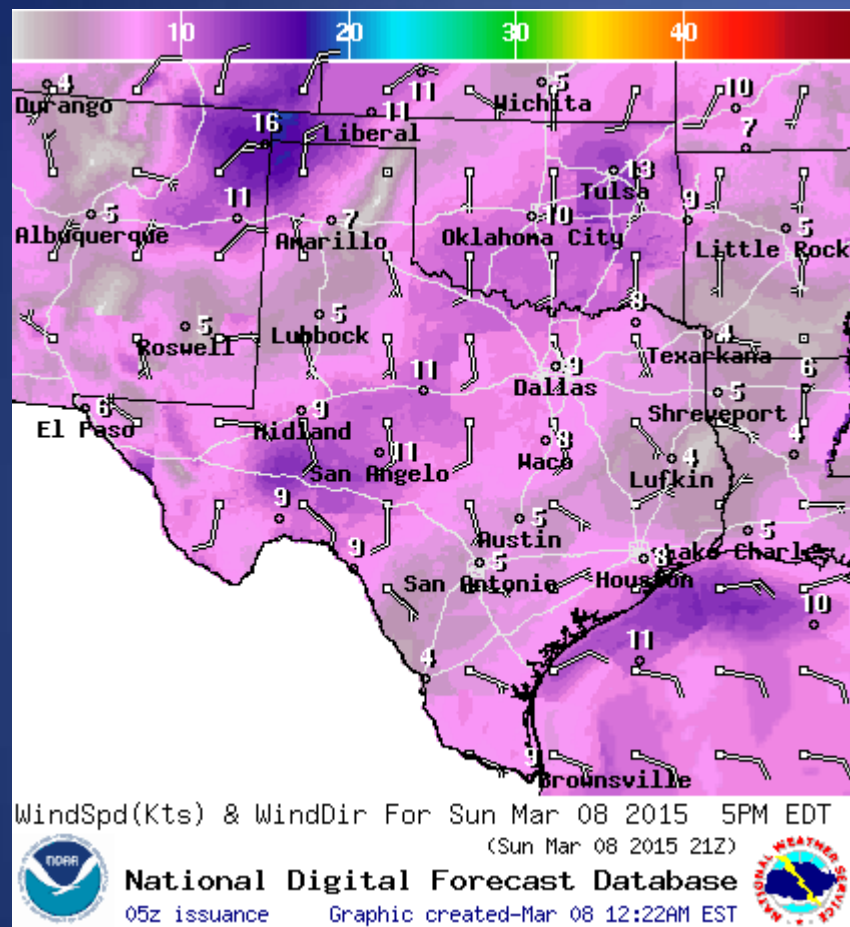 10 20 30 40
4 5 10
Durango 11 Wichita
11
16 Liberal 7
13
Tulsa
5 11 7 10 9
Albuquerque Amarillo Oklahoma City 5
Little Rock
5 5 8
Roswell Lubbock 4
Texarkana
9 6
11 Dallas 5
6 9 Shreveport
El Paso Midland 8 4
11 Waco 4
San Angelo Lufkin
9 5 5
Austin Lake Charles
9 5 8
San Antonio Houston
10
11
4
9
Brownsville
WindSpd(Kts) & WindDir For Sun Mar 08 2015 5PM EDT
(Sun Mar 08 2015 21Z)
NOAA
National Digital Forecast Database
05z issuance Graphic created-Mar 08 12:22AM EST
NATIONAL WEATHER SERVICE